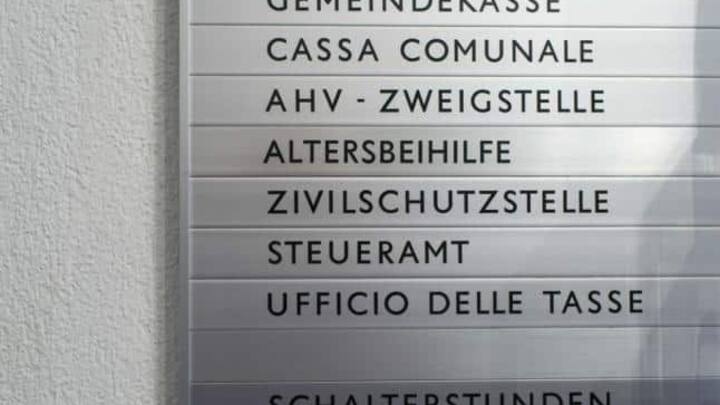 GEMEINDEKASSE
CASSA COMUNALE
AHV - ZWEIGSTELLE
ALTERSBEIHILFE
ZIVILSCHUTZSTELLE
STEUERAMT
UFFICIO DELLE TASSE
SCHALTERSTUNDEN